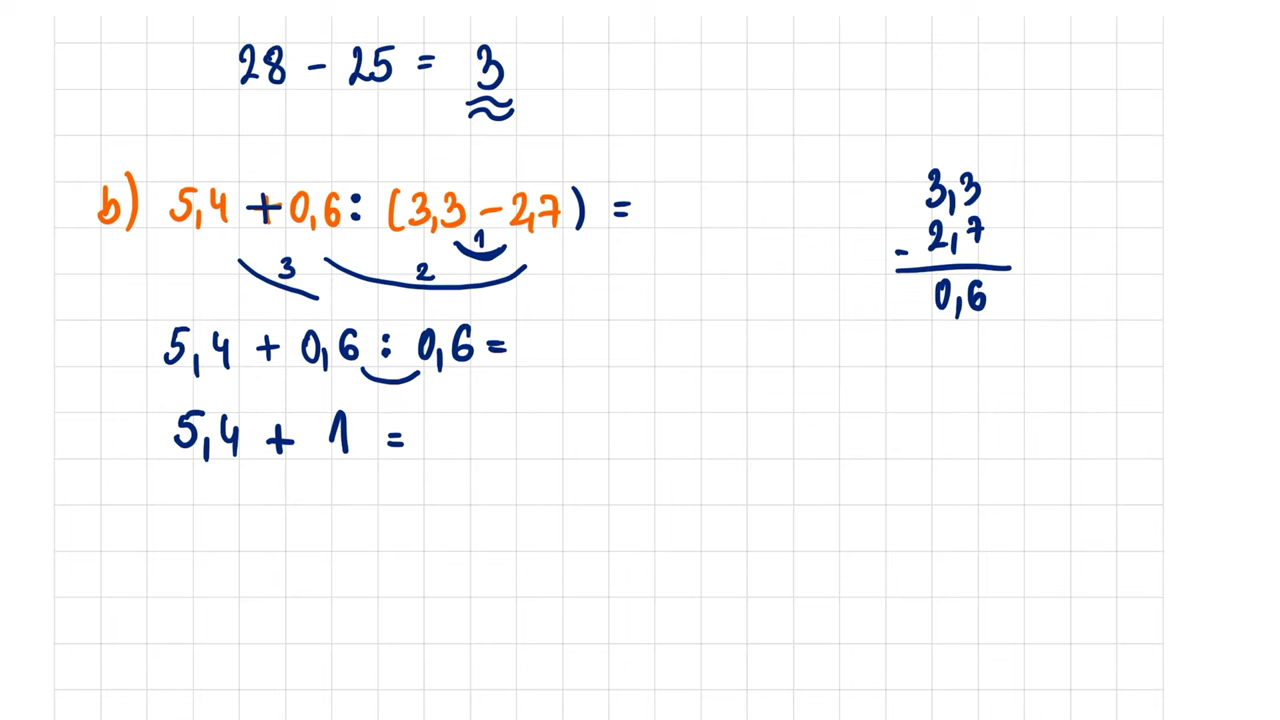 28 - 25 = 3
b) 5,4 + 0,6 : (3,3 - 2,7) =
1
3 2
5,4 + 0,6 : 0,6 =
5,4 + 1 =
3,3
- 2,7
0,6